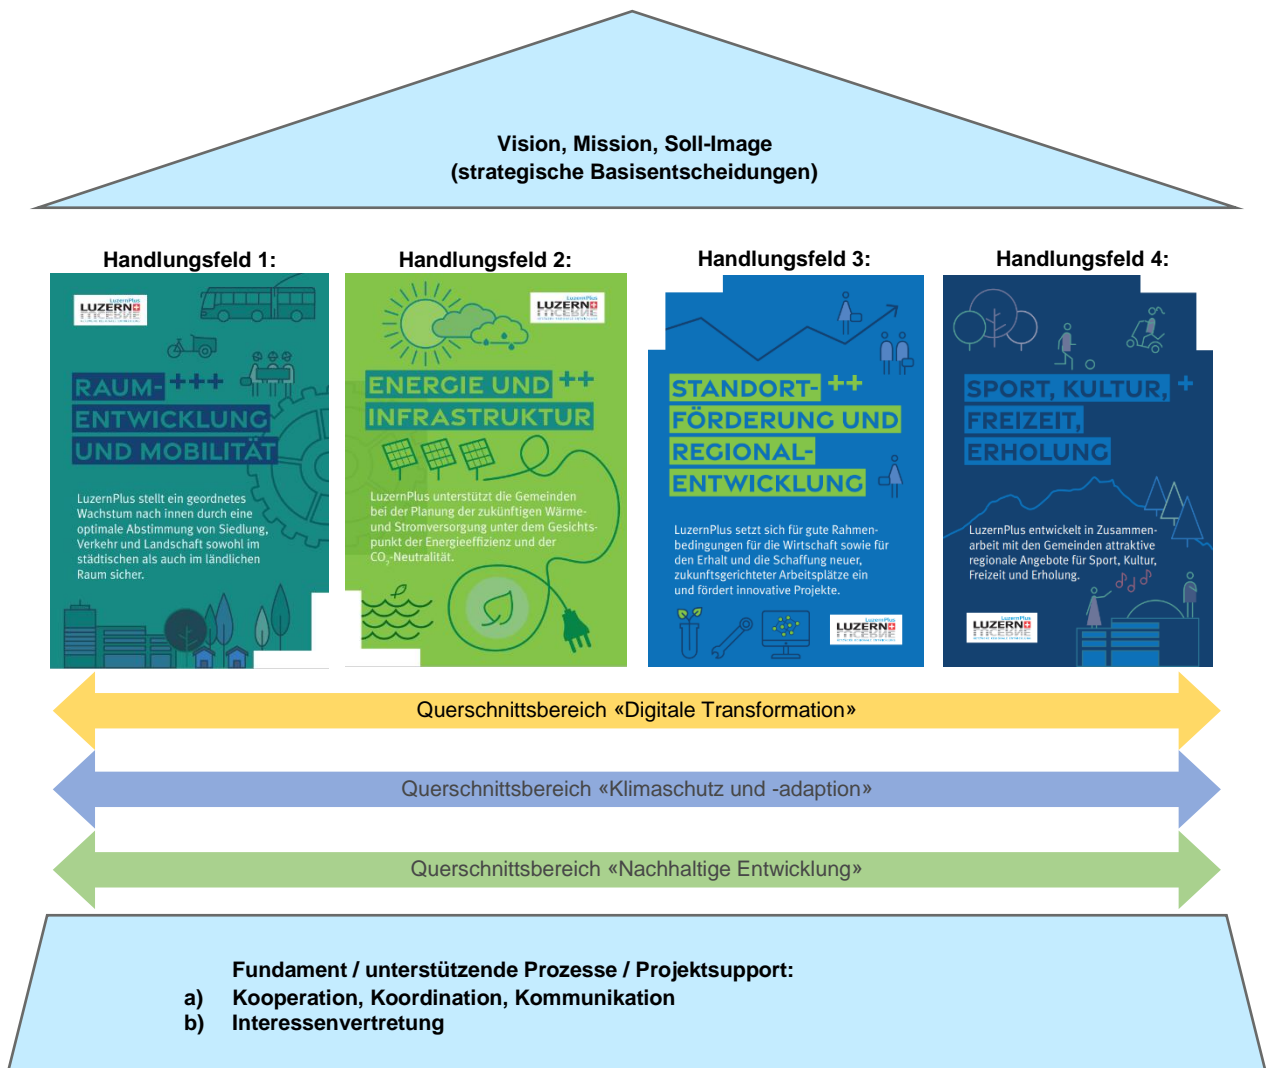 Vision, Mission, Soll-Image
(strategische Basisentscheidungen)
Handlungsfeld 1:
LuzernPlus
LUZERN
RAUM- +++
ENTWICKLUNG
UND MOBILITÄT
LuzernPlus stellt ein geordnetes
Wachstum nach innen durch eine
optimale Abstimmung von Siedlung,
Verkehr und Landschaft sowohl im
städtischen als auch im ländlichen
Raum sicher.
Handlungsfeld 2:
LuzernPlus
LUZERN
ENERGIE UND ++
INFRASTRUKTUR
LuzernPlus unterstützt die Gemeinden
bei der Planung der zukünftigen Wärme-
und Stromversorgung unter dem Gesichts-
punkt der Energieeffizienz und der
CO₂-Neutralität.
Handlungsfeld 3:
STANDORT- ++
FÖRDERUNG UND
REGIONAL-
ENTWICKLUNG
LuzernPlus setzt sich für gute Rahmen-
bedingungen für die Wirtschaft sowie für
den Erhalt und die Schaffung neuer,
zukunftsgerichteter Arbeitsplätze ein
und fördert innovative Projekte.
LuzernPlus
LUZERN
Handlungsfeld 4:
SPORT, KULTUR, +
FREIZEIT,
ERHOLUNG
LuzernPlus entwickelt in Zusammen-
arbeit mit den Gemeinden attraktive
regionale Angebote für Sport, Kultur,
Freizeit und Erholung.
LuzernPlus
LUZERN
Querschnittsbereich «Digitale Transformation»
Querschnittsbereich «Klimaschutz und -adaption»
Querschnittsbereich «Nachhaltige Entwicklung»
Fundament / unterstützende Prozesse / Projektsupport:
a) Kooperation, Koordination, Kommunikation
b) Interessenvertretung